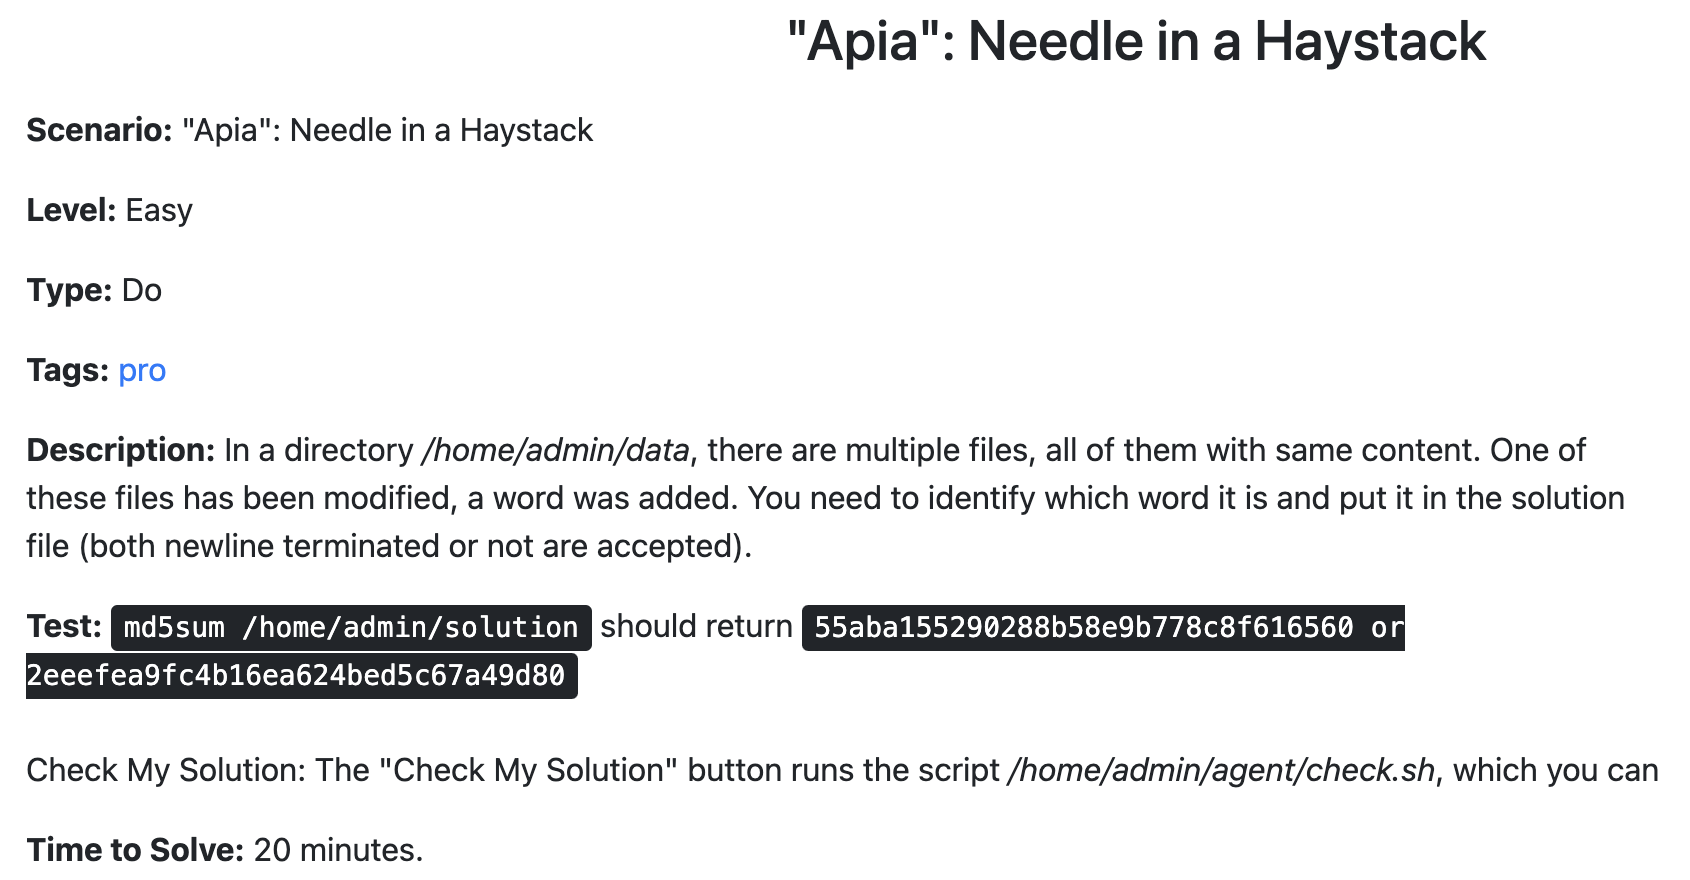 "Apia": Needle in a Haystack
Scenario: "Apia": Needle in a Haystack
Level: Easy
Type: Do
Tags: pro
Description: In a directory /home/admin/data, there are multiple files, all of them with same content. One of
these files has been modified, a word was added. You need to identify which word it is and put it in the solution
file (both newline terminated or not are accepted).
Test: md5sum /home/admin/solution should return 55aba155290288b58e9b778c8f616560 or
2eeefea9fc4b16ea624bed5c67a49d80
Check My Solution: The "Check My Solution" button runs the script /home/admin/agent/check.sh, which you can
Time to Solve: 20 minutes.